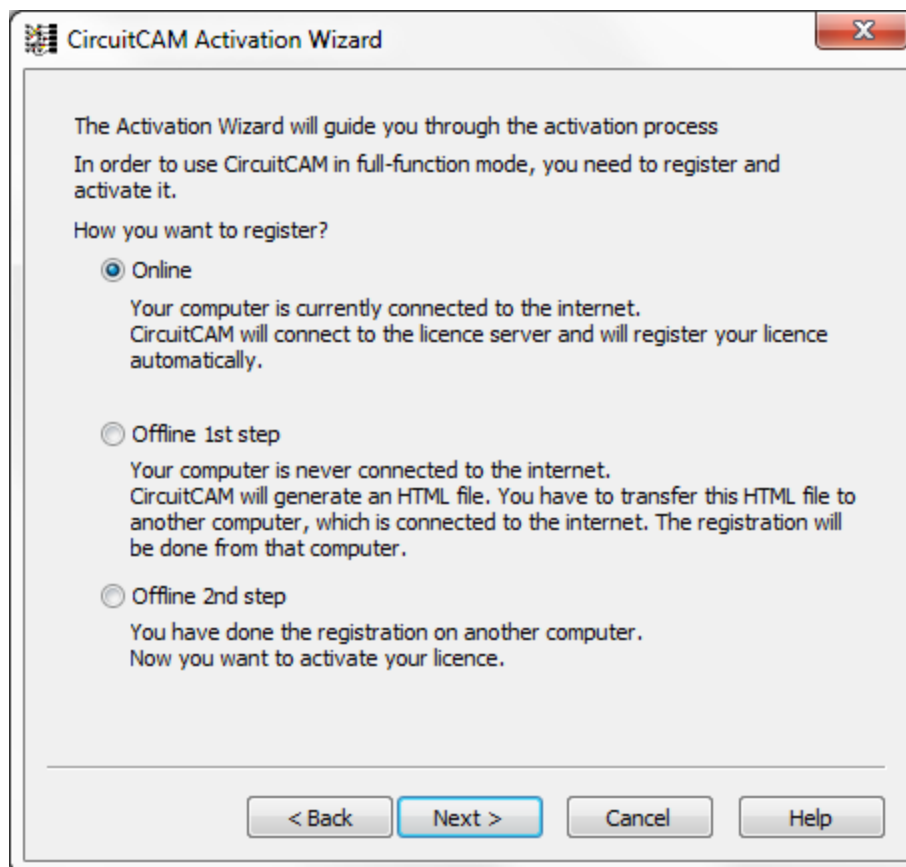 CircuitCAM Activation Wizard
The Activation Wizard will guide you through the activation process
In order to use CircuitCAM in full-function mode, you need to register and
activate it.
How you want to register?
Online
Your computer is currently connected to the internet.
CircuitCAM will connect to the licence server and will register your licence
automatically.
Offline 1st step
Your computer is never connected to the internet.
CircuitCAM will generate an HTML file. You have to transfer this HTML file to
another computer, which is connected to the internet. The registration will
be done from that computer.
Offline 2nd step
You have done the registration on another computer.
Now you want to activate your licence.
< Back Next > Cancel Help